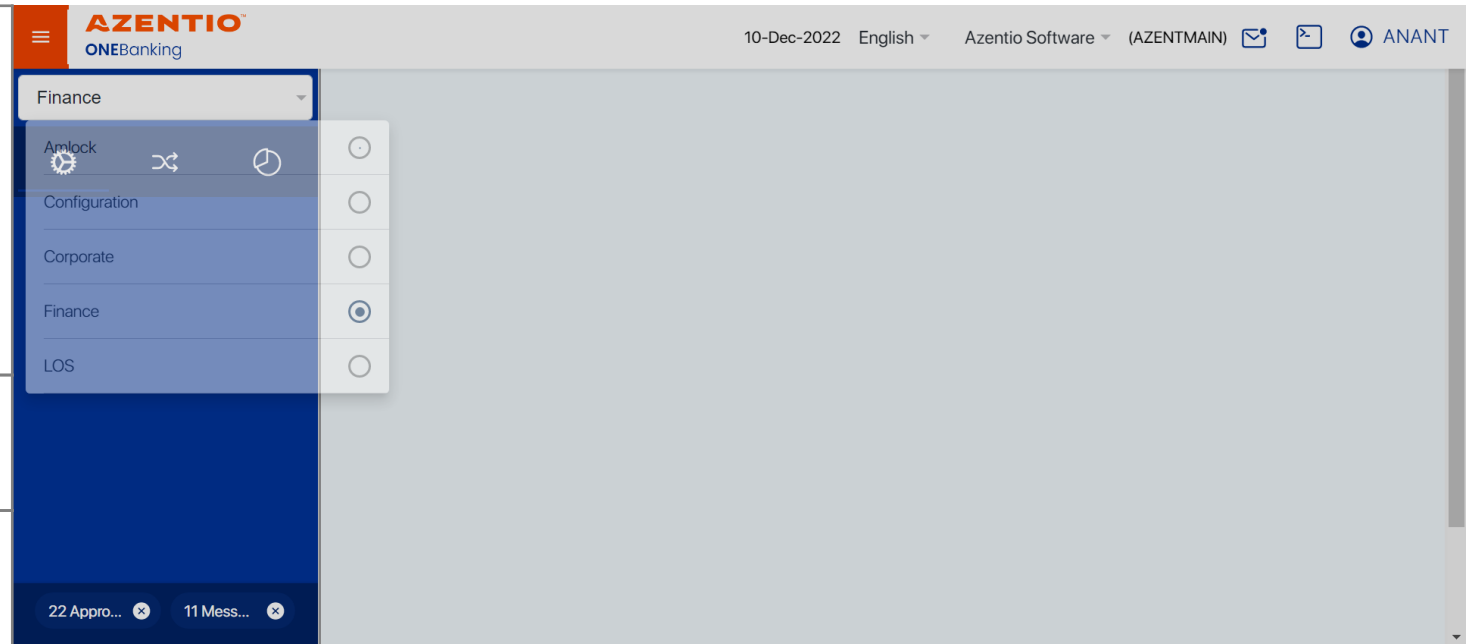 AZENTIO™
ONEBanking
10-Dec-2022 English Azentio Software (AZENTMAIN) ANANT
Finance
Amlock
Configuration
Corporate
Finance
LOS
22 Appro... 11 Mess...